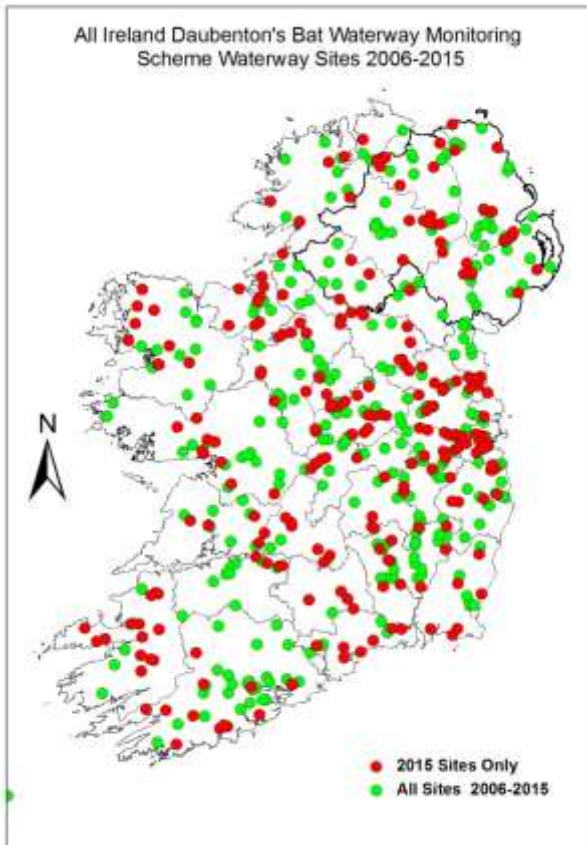 All Ireland Daubenton's Bat Waterway Monitoring
Scheme Waterway Sites 2006-2015
N
2015 Sites Only
All Sites 2006-2015